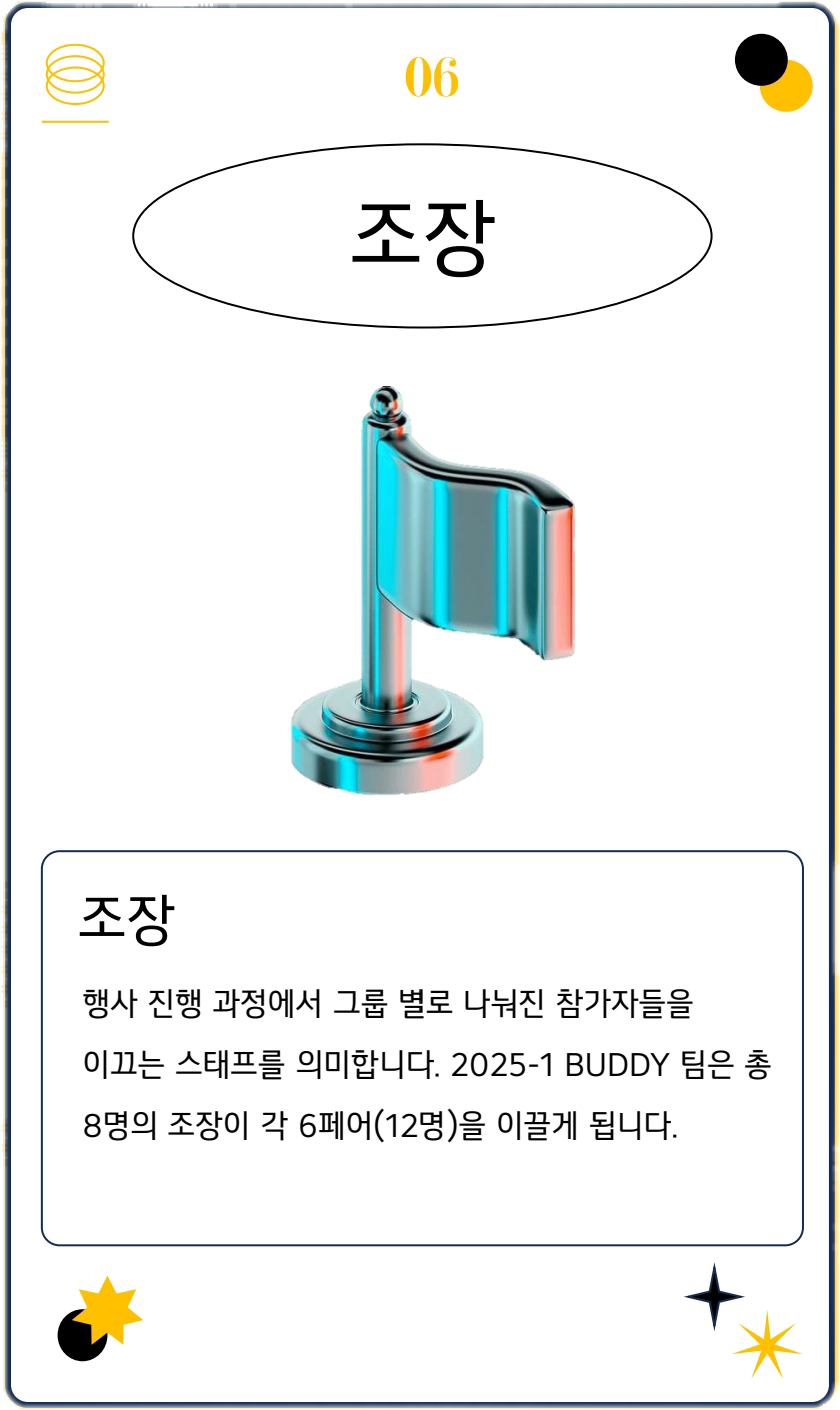 06
조장
조장
행사 진행 과정에서 그룹 별로 나눠진 참가자들을
이끄는 스태프를 의미합니다. 2025-1 BUDDY 팀은 총
8명의 조장이 각 6페어(12명)을 이끌게 됩니다.